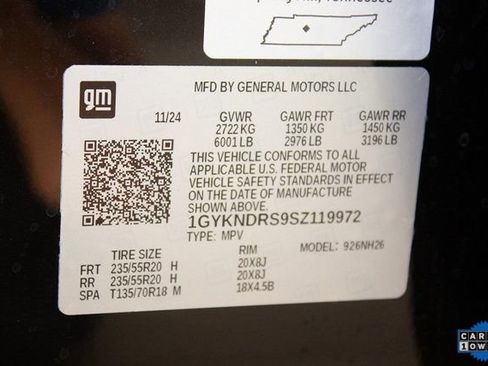 Tennessee
gm
MFD BY GENERAL MOTORS LLC
11/24 GVWR GAWR FRT GAWR RR
2722 KG 1350 KG 1450 KG
6001 LB 2976 LB 3196 LB
THIS VEHICLE CONFORMS TO ALL
APPLICABLE U.S. FEDERAL MOTOR
VEHICLE SAFETY STANDARDS IN EFFECT
ON THE DATE OF MANUFACTURE
SHOWN ABOVE.
1GYKNDRS9SZ119972
TYPE: MPV MODEL: 926NH26
TIRE SIZE RIM
FRT 235/55R20 H 20X8J
RR 235/55R20 H 20X8J
SPA T135/70R18 M 18X4.5B
CAR
1 OW